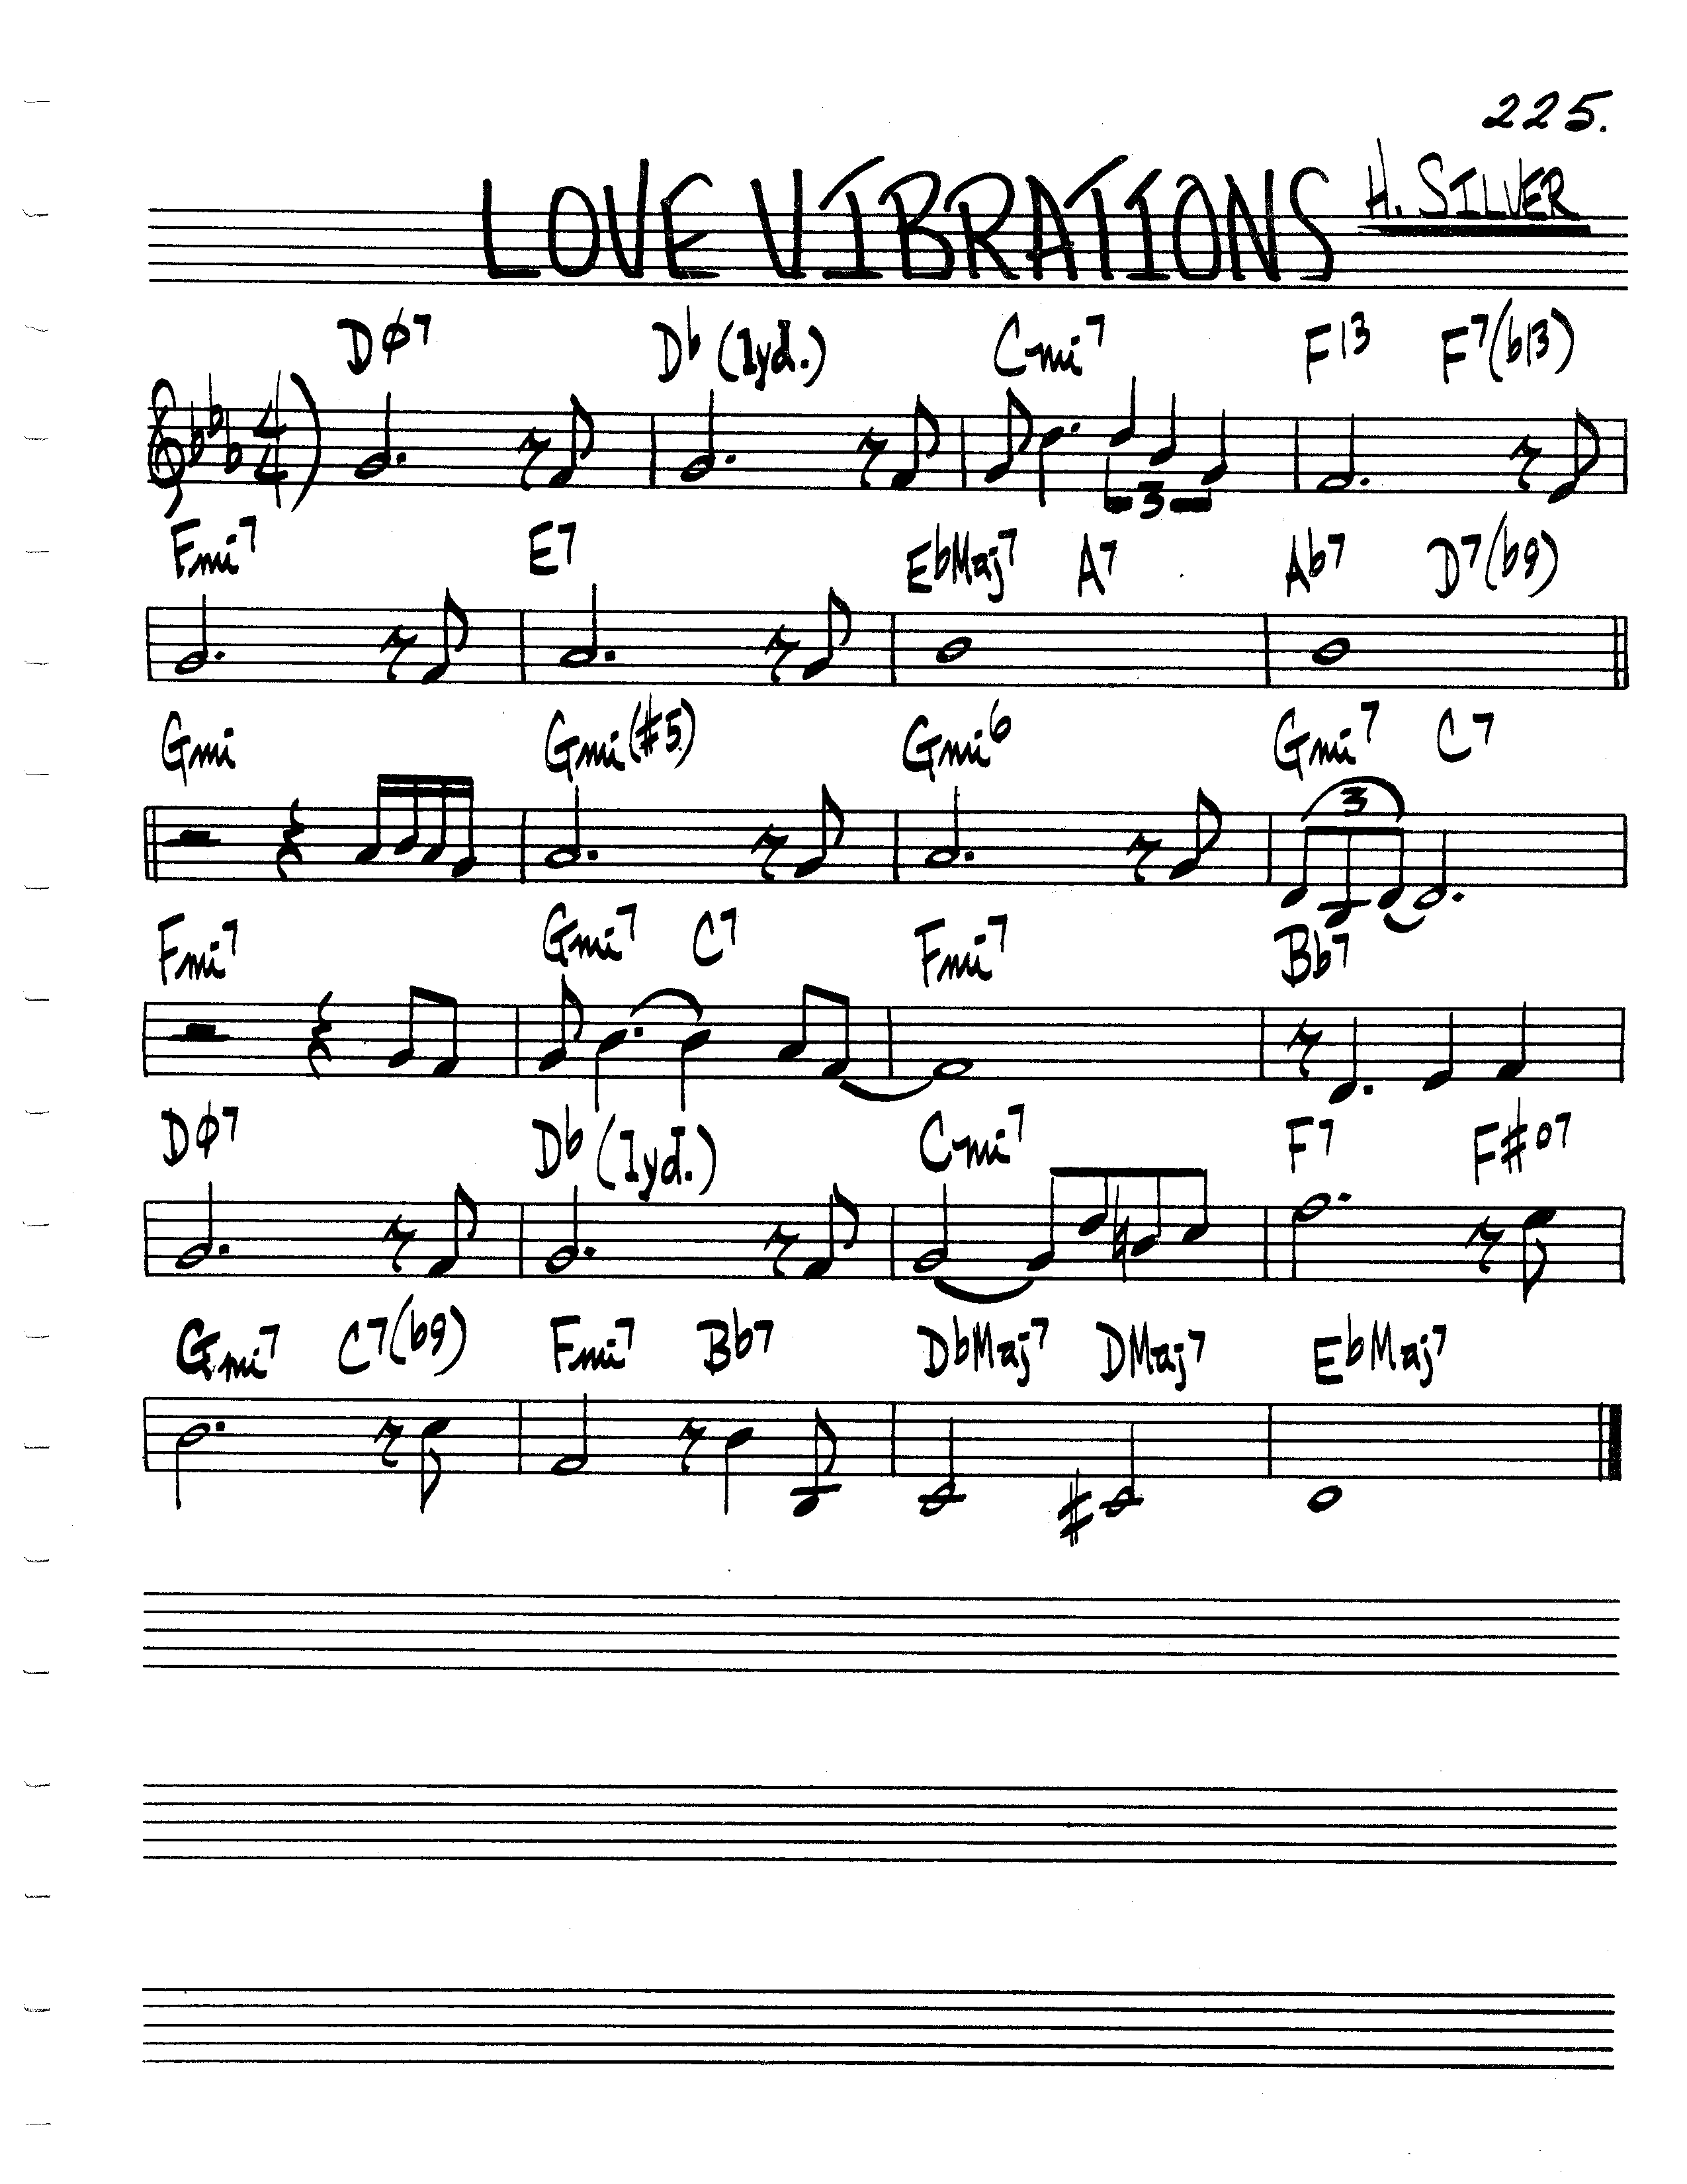 225.
LOVE VIBRATIONS H. SILVER
Dø7 Db (lyd.) Cmi7 F13 F7(b13)
4/4
3
Fmi7 E7 EbMaj7 A7 Ab7 D7(b9)
Gmi Gmi(#5) Gmi6 Gmi7 C7
3
Fmi7 Gmi7 C7 Fmi7 Bb7
Dø7 Db (lyd.) Cmi7 F7 F#o7
Gmi7 C7(b9) Fmi7 Bb7 DbMaj7 DMaj7 EbMaj7